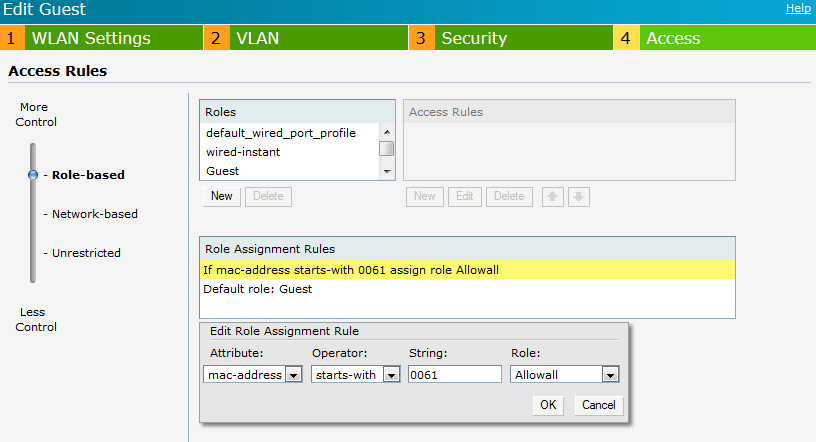 Edit Guest
Help
1 WLAN Settings 2 VLAN 3 Security 4 Access
Access Rules
More Control
- Role-based
- Network-based
- Unrestricted
Less Control
Roles
default_wired_port_profile
wired-instant
Guest
New Delete
Access Rules
New Edit Delete
Role Assignment Rules
If mac-address starts-with 0061 assign role Allowall
Default role: Guest
Edit Role Assignment Rule
Attribute: Operator: String: Role:
mac-address starts-with 0061 Allowall
OK Cancel